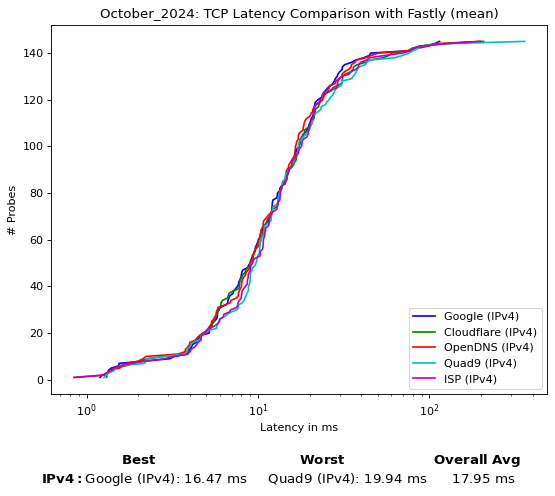 October_2024: TCP Latency Comparison with Fastly (mean)
140
120
100
80
60
40
20
0
# Probes
Google (IPv4)
Cloudflare (IPv4)
OpenDNS (IPv4)
Quad9 (IPv4)
ISP (IPv4)
10⁰ 10¹ 10²
Latency in ms
Best Worst Overall Avg
IPv4: Google (IPv4): 16.47 ms Quad9 (IPv4): 19.94 ms 17.95 ms